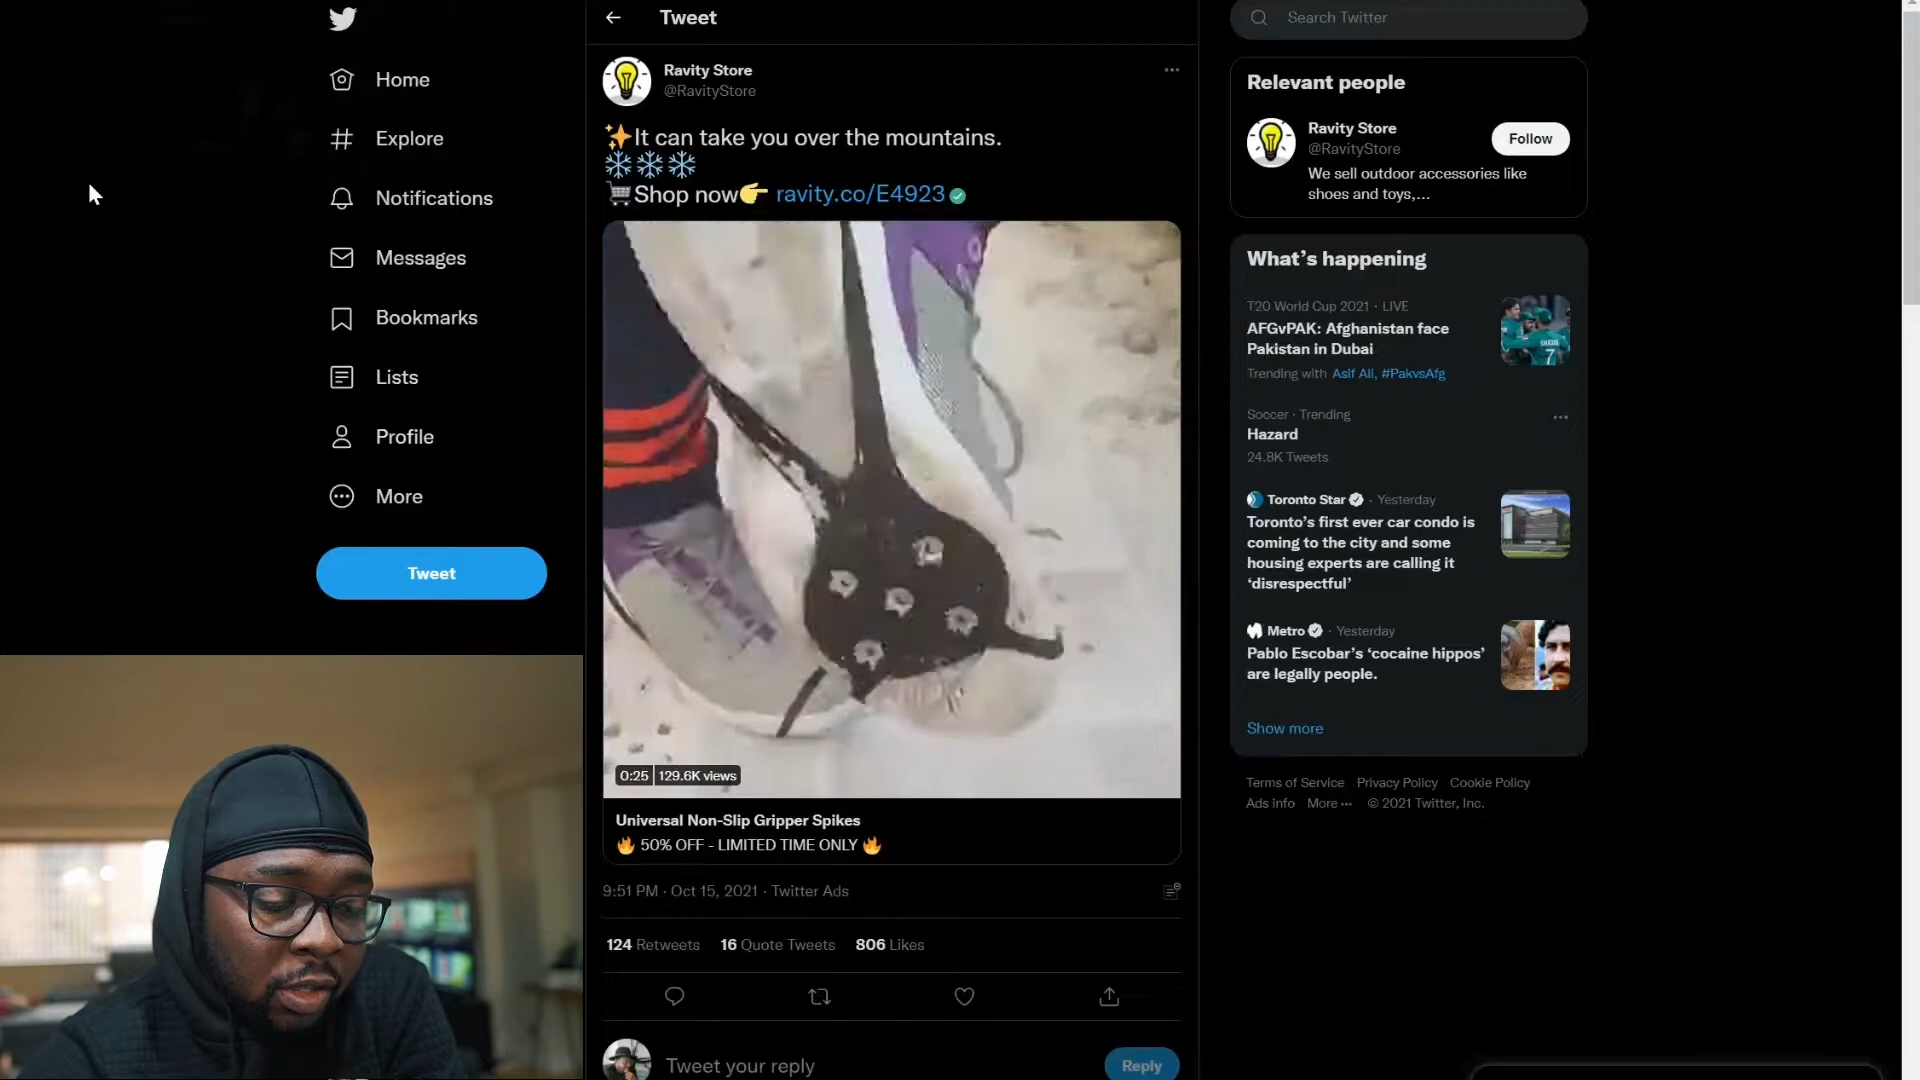 Home
Explore
Notifications
Messages
Bookmarks
Lists
Profile
More
Tweet
Tweet
Ravity Store
@RavityStore
✨It can take you over the mountains.
❄️❄️❄️
🛒Shop now👉 ravity.co/E4923
0:25 129.6K views
Universal Non-Slip Gripper Spikes
🔥 50% OFF - LIMITED TIME ONLY 🔥
9:51 PM · Oct 15, 2021 · Twitter Ads
124 Retweets 16 Quote Tweets 806 Likes
Tweet your reply
Reply
Search Twitter
Relevant people
Ravity Store
@RavityStore
Follow
We sell outdoor accessories like
shoes and toys,...
What's happening
T20 World Cup 2021 · LIVE
AFGvPAK: Afghanistan face
Pakistan in Dubai
Trending with Asif Ali, #PakvsAfg
Soccer · Trending
Hazard
24.8K Tweets
Toronto Star · Yesterday
Toronto's first ever car condo is
coming to the city and some
housing experts are calling it
'disrespectful'
Metro · Yesterday
Pablo Escobar's 'cocaine hippos'
are legally people.
Show more
Terms of Service Privacy Policy Cookie Policy
Ads info More ··· © 2021 Twitter, Inc.